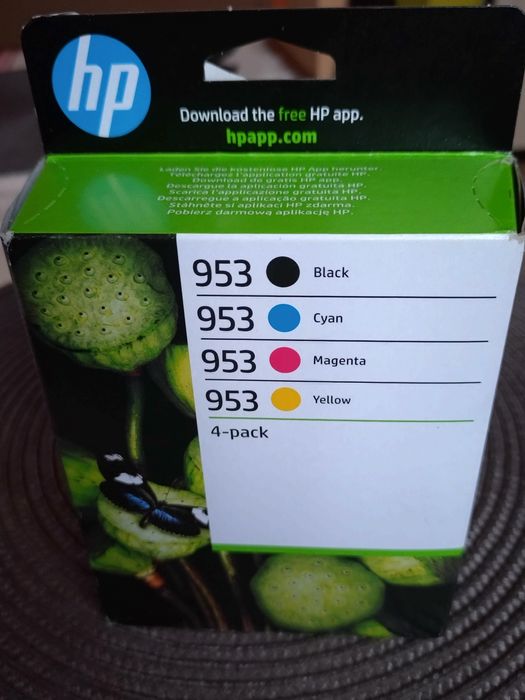 hp
Download the free HP app.
hpapp.com
Laden Sie die kostenlose HP App herunter.
Téléchargez l'application gratuite HP.
Download de gratis HP app.
Descargue la aplicación gratuita HP.
Scarica l'applicazione gratuita HP.
Descarregue a aplicação gratuita HP.
Stáhněte si aplikaci HP zdarma.
Pobierz darmową aplikację HP.
953 Black
953 Cyan
953 Magenta
953 Yellow
4-pack